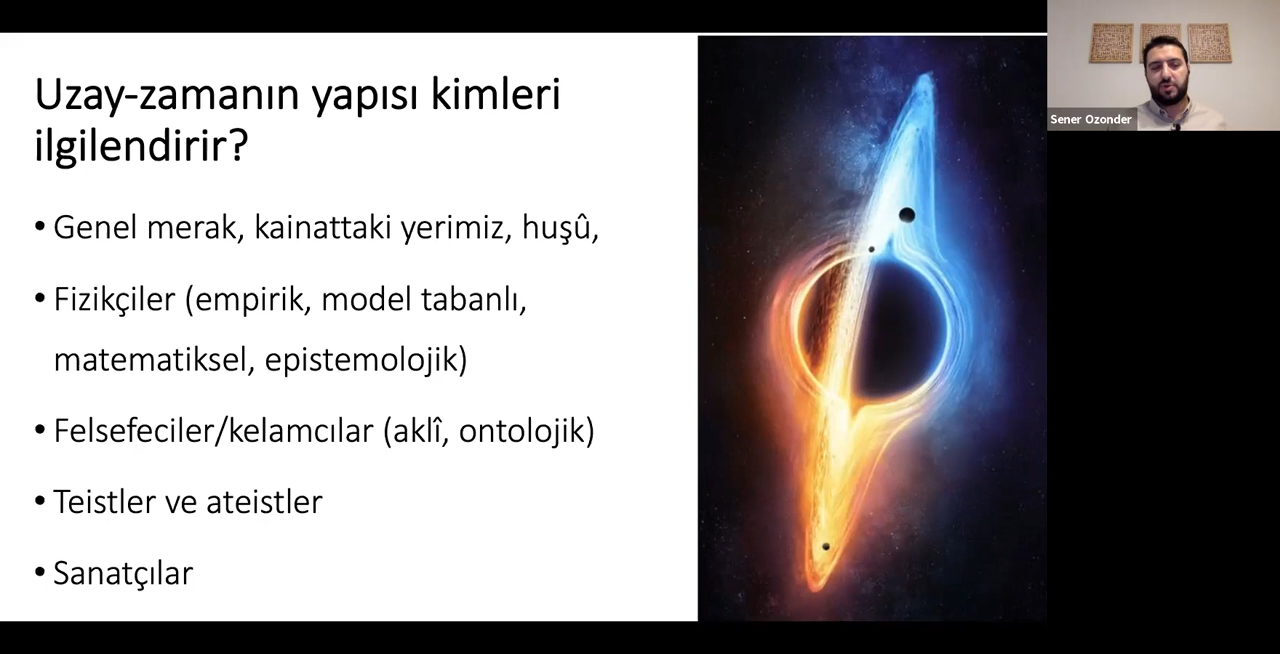 Uzay-zamanın yapısı kimleri
ilgilendirir?
• Genel merak, kainattaki yerimiz, huşû,
• Fizikçiler (empirik, model tabanlı,
matematiksel, epistemolojik)
• Felsefeciler/kelamcılar (aklî, ontolojik)
• Teistler ve ateistler
• Sanatçılar
Sener Ozonder